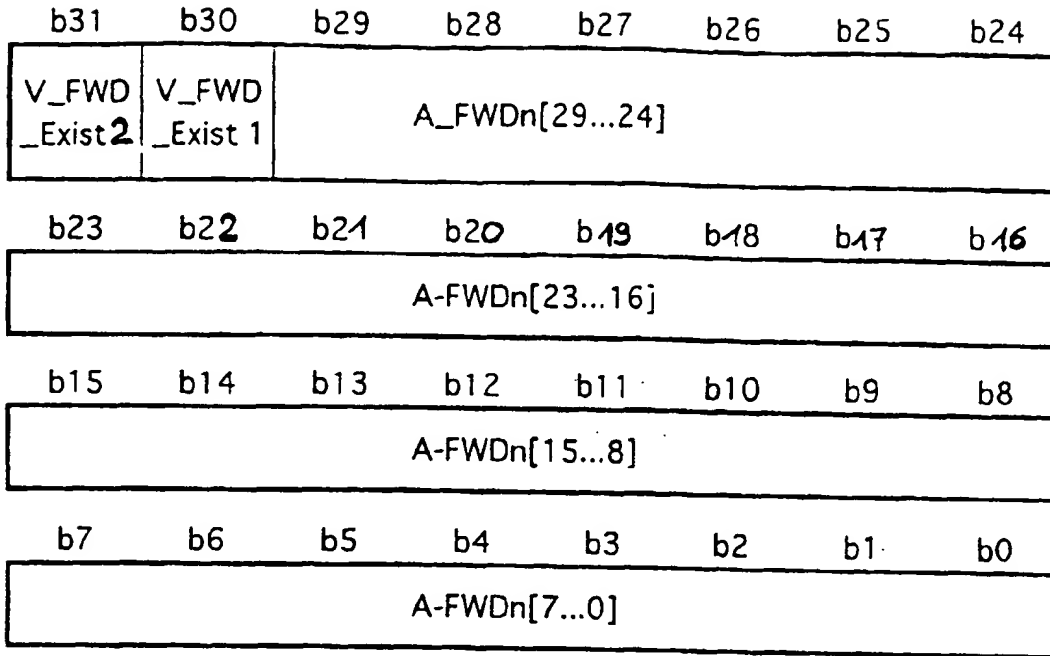 b31 b30 b29 b28 b27 b26 b25 b24
V_FWD V_FWD
_Exist2 _Exist 1
A_FWDn[29...24]
b23 b22 b21 b20 b19 b18 b17 b16
A-FWDn[23...16]
b15 b14 b13 b12 b11 b10 b9 b8
A-FWDn[15...8]
b7 b6 b5 b4 b3 b2 b1 b0
A-FWDn[7...0]